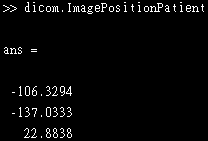 >> dicom.ImagePositionPatient
ans =
-106.3294
-137.0333
22.8838